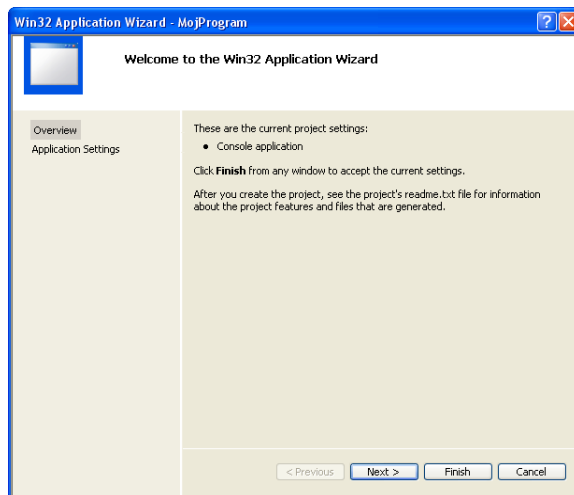 Win32 Application Wizard - MojProgram
Welcome to the Win32 Application Wizard
Overview
Application Settings
These are the current project settings:
• Console application
Click Finish from any window to accept the current settings.
After you create the project, see the project's readme.txt file for information
about the project features and files that are generated.
< Previous
Next >
Finish
Cancel